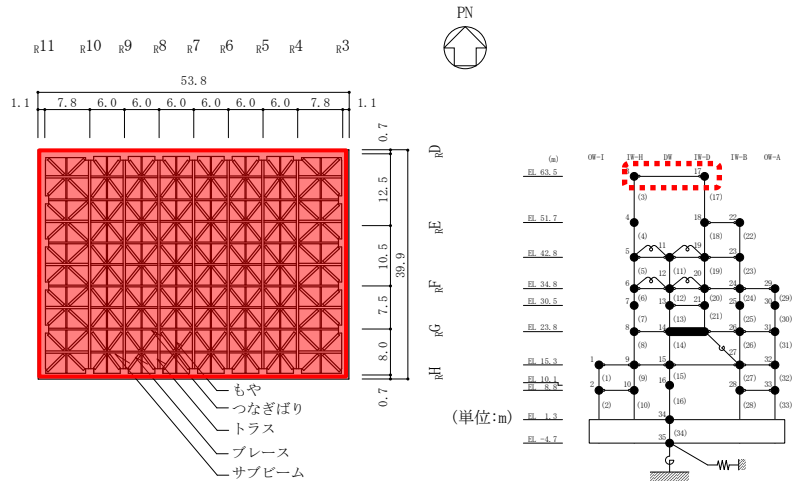 PN
R11 R10 R9 R8 R7 R6 R5 R4 R3
53.8
1.1 7.8 6.0 6.0 6.0 6.0 6.0 6.0 7.8 1.1
0.7 12.5 10.5 7.5 8.0 0.7
39.9
RD
RE
RF
RG
RH
もや
つなぎばり
トラス
ブレース
サブビーム
(単位:m)
(m) OW-I IW-H DW IW-D IW-B OW-A
EL 63.5 3 17
(3) (17)
EL 51.7 4 18 22
(4) (18) (22)
EL 42.8 5 11 19 23
(5) (11) (19) (23)
EL 34.8 6 12 20 24 29
(6) (12) (20) (24) (29)
EL 30.5 7 13 21 25 30
(7) (13) (21) (25) (30)
EL 23.8 8 14 26 31
(8) (14) (26) (31)
EL 15.3 1 9 15 27 32
(1) (9) (15) (27) (32)
EL 10.1 16
EL 8.8 2 10 28 33
(2) (10) (16) (28) (33)
EL 1.3 34
(34)
EL -4.7 35